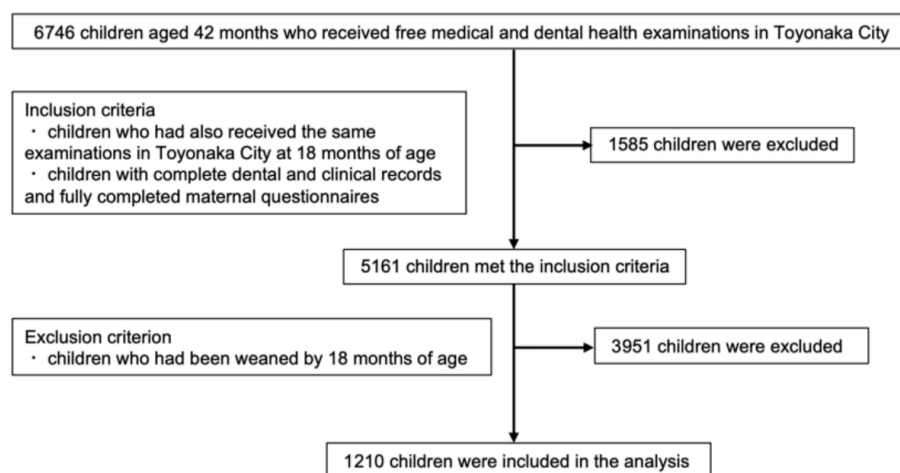 6746 children aged 42 months who received free medical and dental health examinations in Toyonaka City
Inclusion criteria
・ children who had also received the same
examinations in Toyonaka City at 18 months of age
・ children with complete dental and clinical records
and fully completed maternal questionnaires
1585 children were excluded
5161 children met the inclusion criteria
Exclusion criterion
・ children who had been weaned by 18 months of age
3951 children were excluded
1210 children were included in the analysis